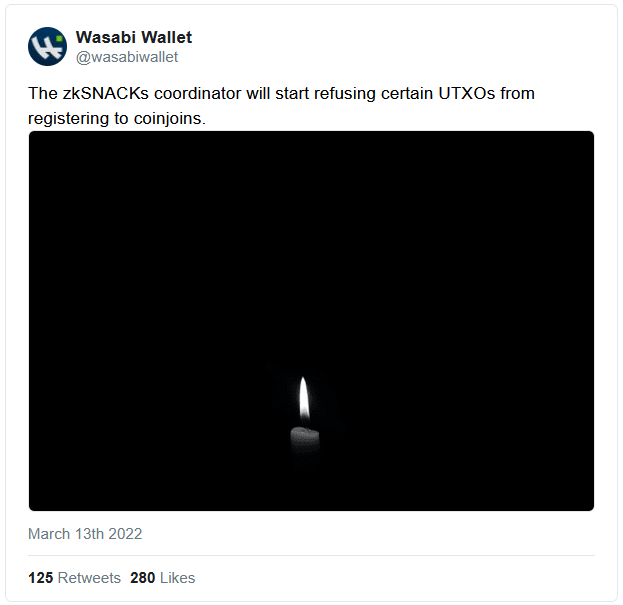 Wasabi Wallet
@wasabiwallet
The zkSNACKs coordinator will start refusing certain UTXOs from
registering to coinjoins.
March 13th 2022
125 Retweets 280 Likes